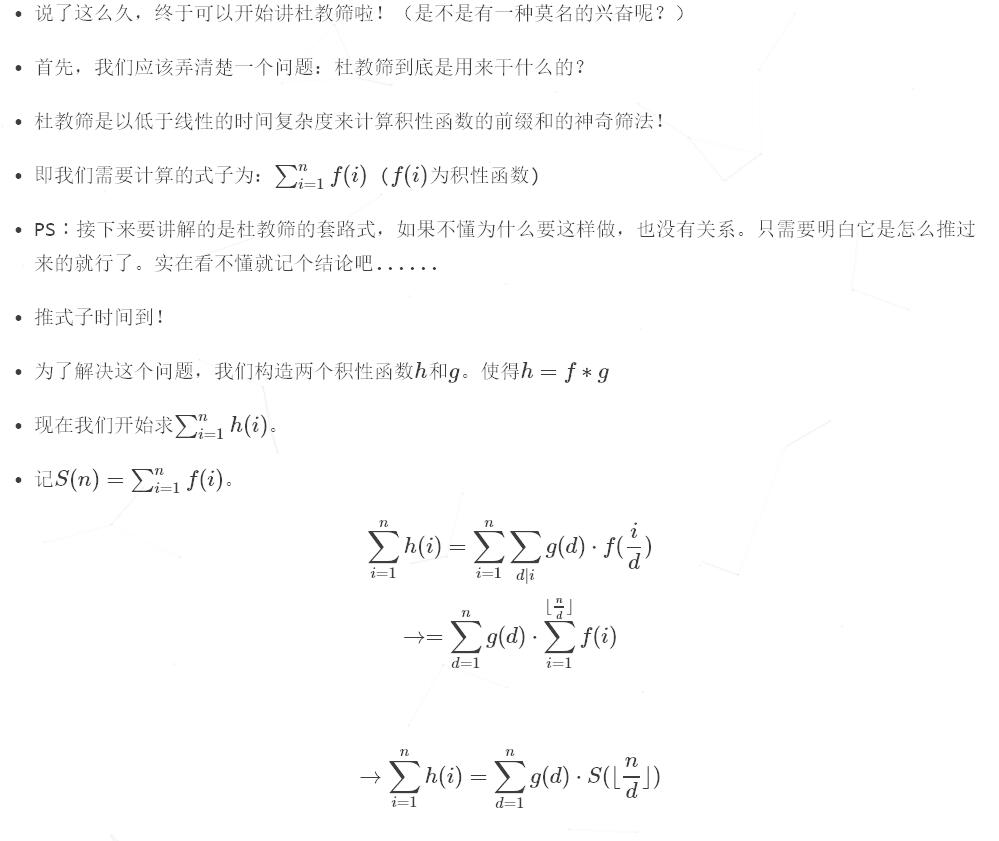 • 说了这么久，终于可以开始讲杜教筛啦！（是不是有一种莫名的兴奋呢？）
• 首先，我们应该弄清楚一个问题：杜教筛到底是用来干什么的？
• 杜教筛是以低于线性的时间复杂度来计算积性函数的前缀和的神奇筛法！
• 即我们需要计算的式子为：$\sum_{i=1}^{n} f(i)$（$f(i)$为积性函数)
• PS：接下来要讲解的是杜教筛的套路式，如果不懂为什么要这样做，也没有关系。只需要明白它是怎么推过
来的就行了。实在看不懂就记个结论吧......
• 推式子时间到！
• 为了解决这个问题，我们构造两个积性函数$h$和$g$。使得$h = f * g$
• 现在我们开始求$\sum_{i=1}^{n} h(i)$。
• 记$S(n) = \sum_{i=1}^{n} f(i)$。
$\sum_{i=1}^{n} h(i) = \sum_{i=1}^{n} \sum_{d|i} g(d) \cdot f(\frac{i}{d})$
$\to= \sum_{d=1}^{n} g(d) \cdot \sum_{i=1}^{\lfloor \frac{n}{d} \rfloor} f(i)$
$\to \sum_{i=1}^{n} h(i) = \sum_{d=1}^{n} g(d) \cdot S(\lfloor \frac{n}{d} \rfloor)$